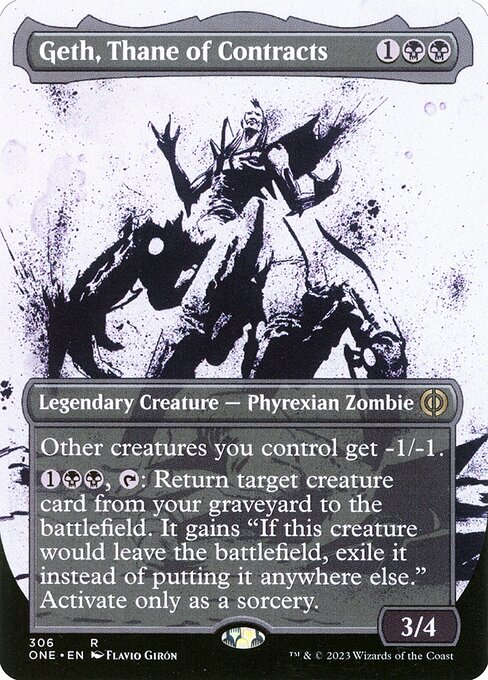 Geth, Thane of Contracts 1
Legendary Creature — Phyrexian Zombie
Other creatures you control get -1/-1.
1, : Return target creature
card from your graveyard to the
battlefield. It gains “If this creature
would leave the battlefield, exile it
instead of putting it anywhere else.”
Activate only as a sorcery.
3/4
306 R
ONE • EN Flavio Girón
™ & © 2023 Wizards of the Coast